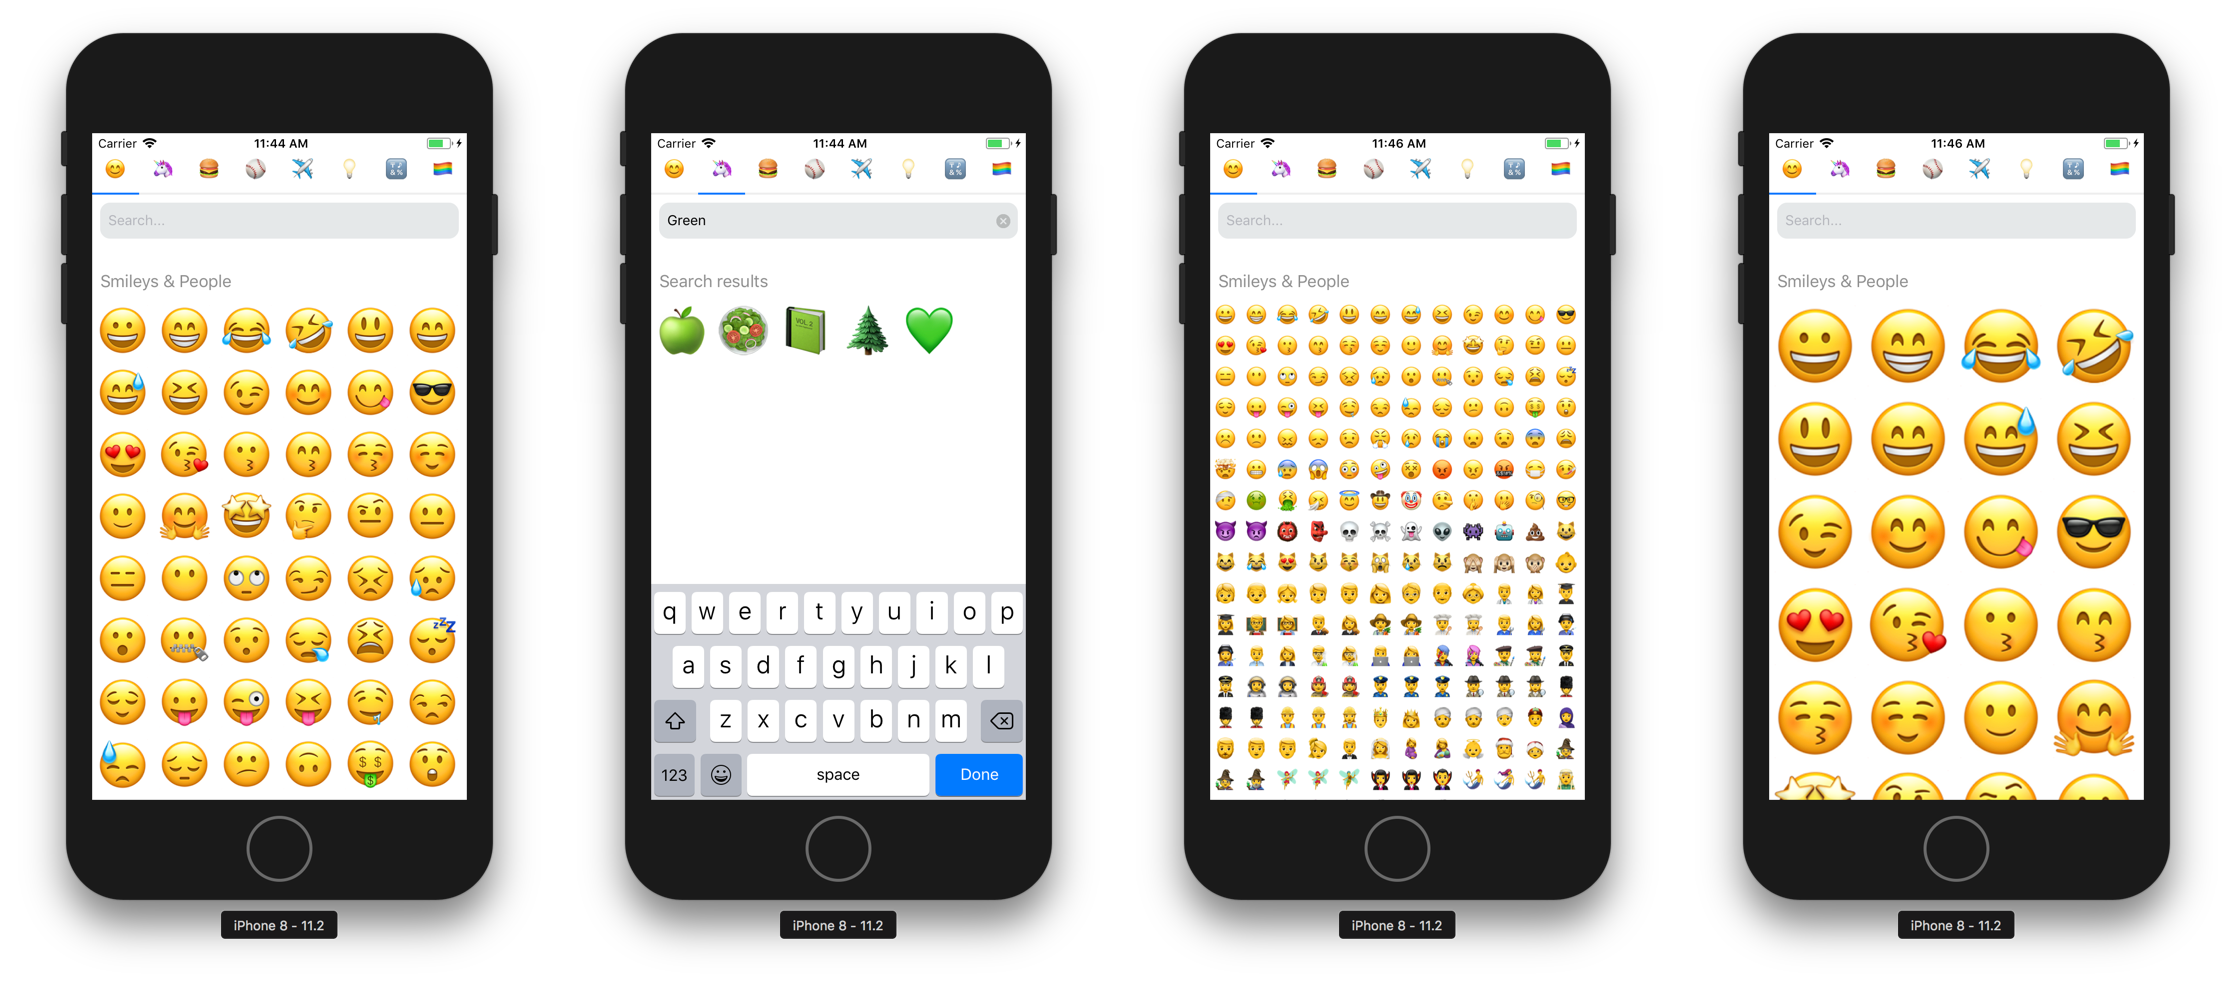 Carrier 11:44 AM
Search...
Smileys & People
iPhone 8 - 11.2
Carrier 11:44 AM
Green
Search results
VOL. 2
q w e r t y u i o p
a s d f g h j k l
z x c v b n m
123 space Done
iPhone 8 - 11.2
Carrier 11:46 AM
Search...
Smileys & People
iPhone 8 - 11.2
Carrier 11:46 AM
Search...
Smileys & People
iPhone 8 - 11.2